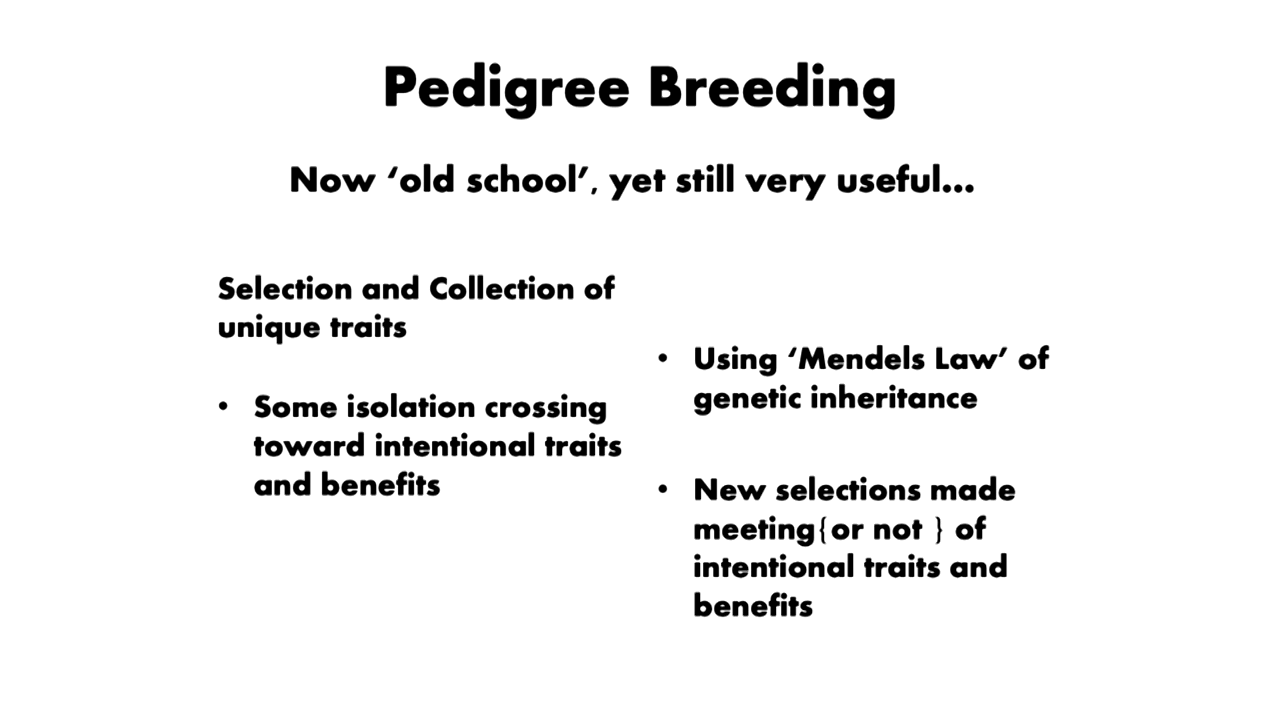 Pedigree Breeding
Now ‘old school’, yet still very useful…
Selection and Collection of
unique traits
• Some isolation crossing
toward intentional traits
and benefits
• Using ‘Mendels Law’ of
genetic inheritance
• New selections made
meeting{or not } of
intentional traits and
benefits